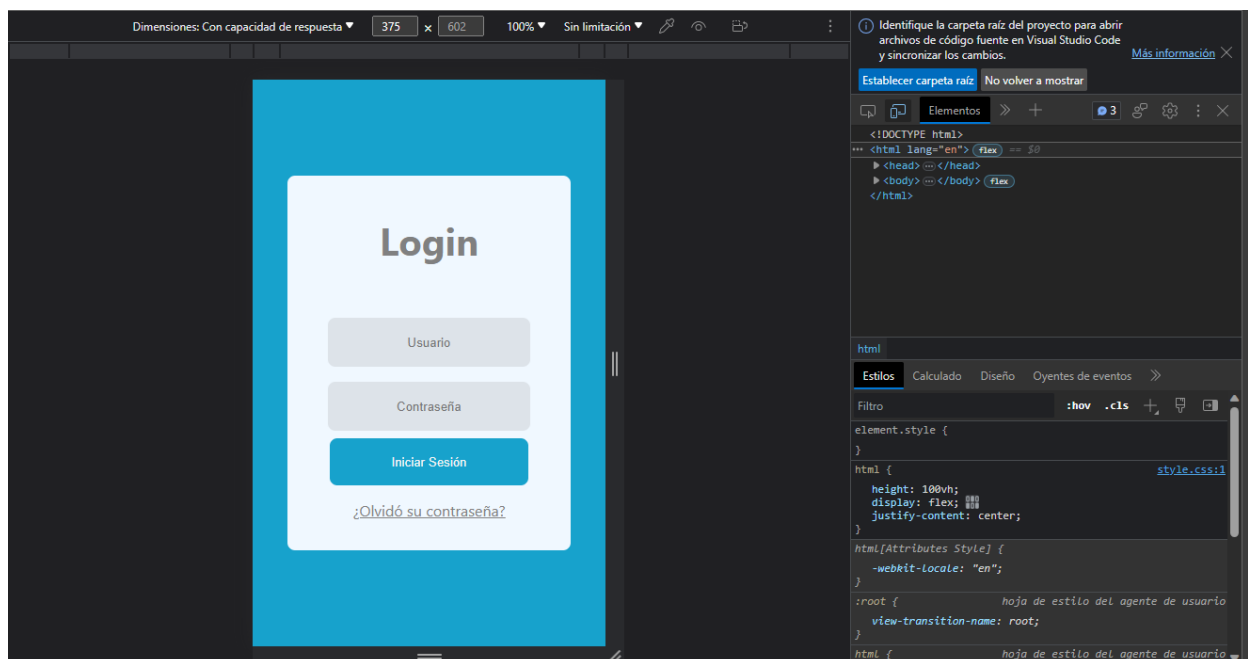 Dimensiones: Con capacidad de respuesta ▼ 375 x 602 100% ▼ Sin limitación ▼
Login
Usuario
Contraseña
Iniciar Sesión
¿Olvidó su contraseña?
Identifique la carpeta raíz del proyecto para abrir
archivos de código fuente en Visual Studio Code
y sincronizar los cambios.
Más información
Establecer carpeta raíz No volver a mostrar
Elementos 3
<!DOCTYPE html>
<html lang="en"> flex == $0
<head> ... </head>
<body> ... </body> flex
</html>
html
Estilos Calculado Diseño Oyentes de eventos
Filtro :hov .cls
element.style {
}
html { style.css:1
height: 100vh;
display: flex;
justify-content: center;
}
html[Attributes Style] {
-webkit-locale: "en";
}
:root { hoja de estilo del agente de usuario
view-transition-name: root;
}
html { hoja de estilo del agente de usuario